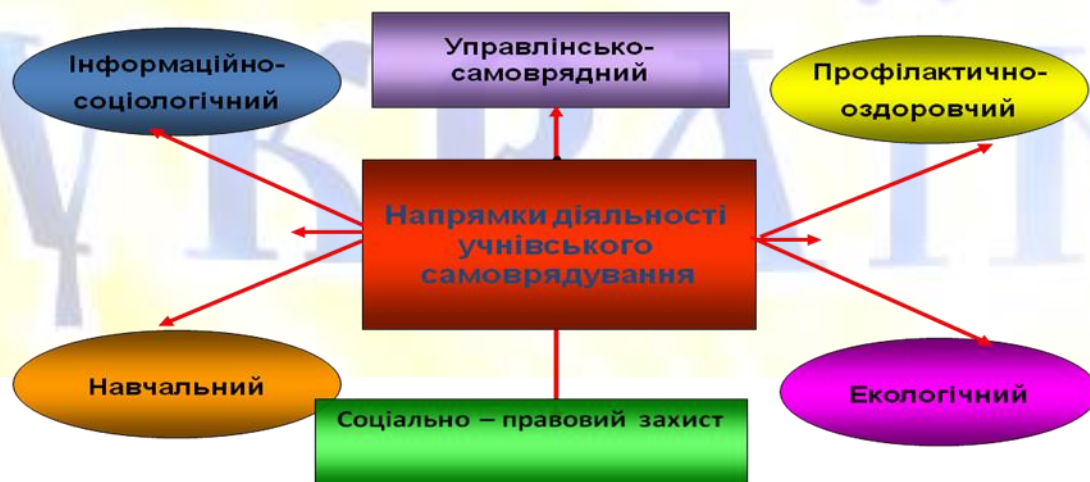 Інформаційно-
соціологічний
Управлінсько-
самоврядний
Профілактично-
оздоровчий
Напрямки діяльності
учнівського
самоврядування
Навчальний
Соціально – правовий захист
Екологічний